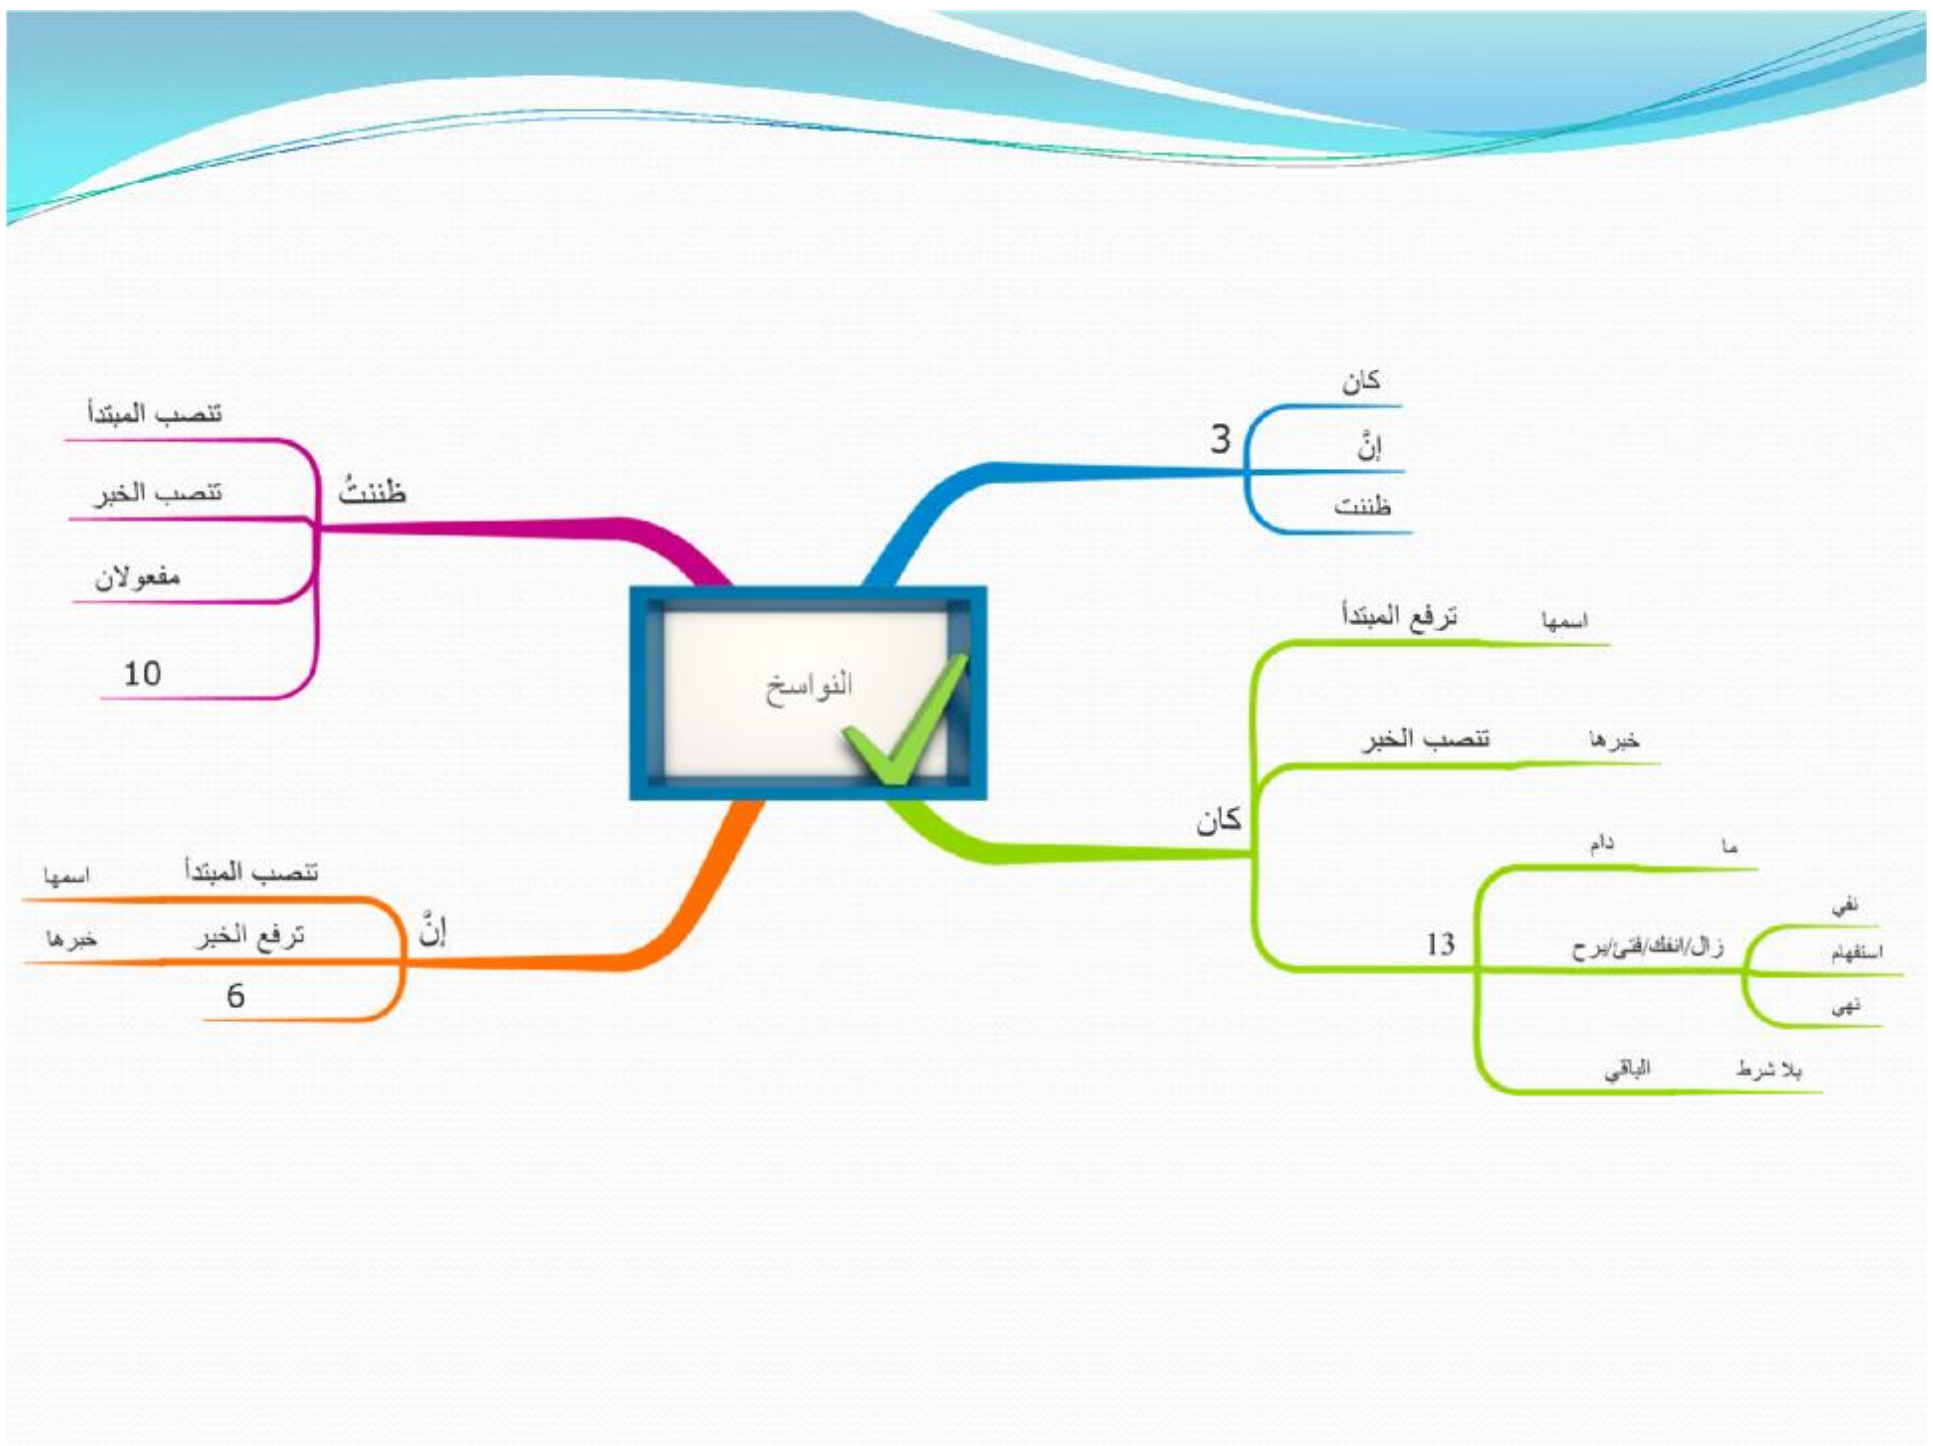 النواسخ
3
كان
إنَّ
ظننت
كان
ترفع المبتدأ
اسمها
تنصب الخبر
خبرها
13
دام
ما
زال/انفك/فتئ/برح
نفي
استفهام
نهي
الباقي
بلا شرط
إنَّ
تنصب المبتدأ
اسمها
ترفع الخبر
خبرها
6
ظننتُ
تنصب المبتدأ
تنصب الخبر
مفعولان
10